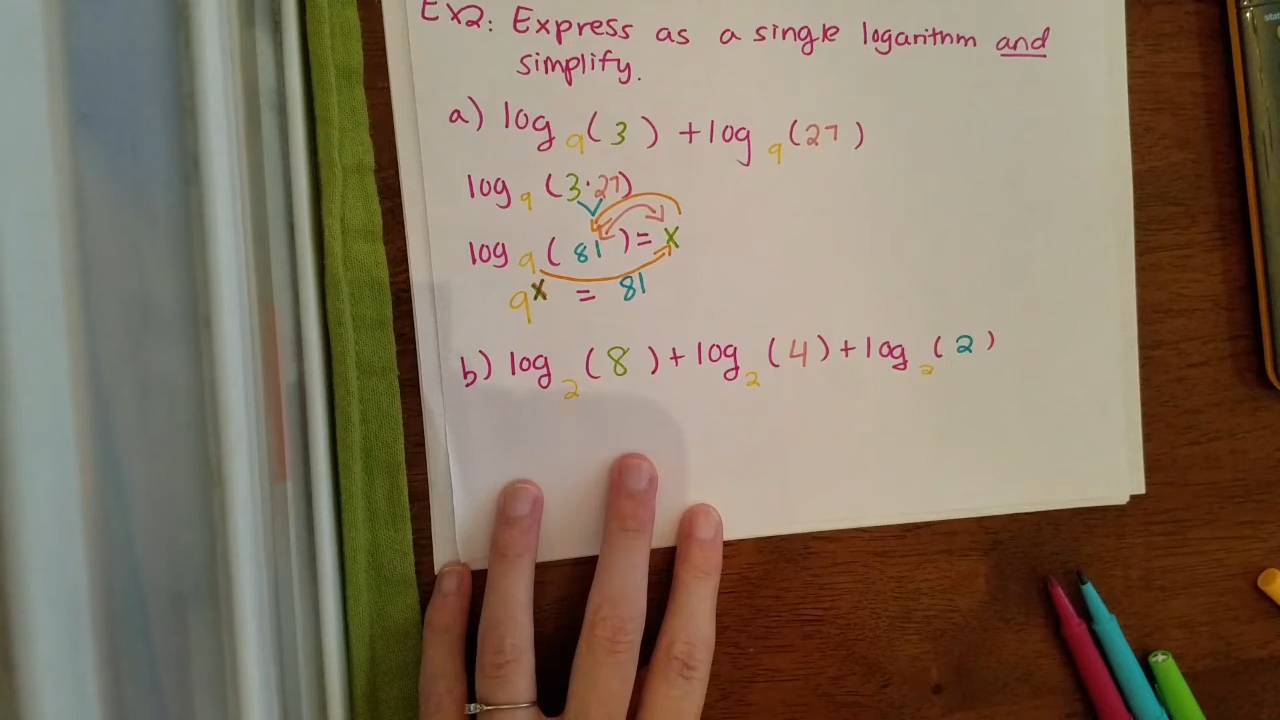 Ex2: Express as a single logarithm and
simplify.
a) log₉(3) + log₉(27)
log₉(3·27)
log₉(81) = x
9ˣ = 81
b) log₂(8) + log₂(4) + log₂(2)